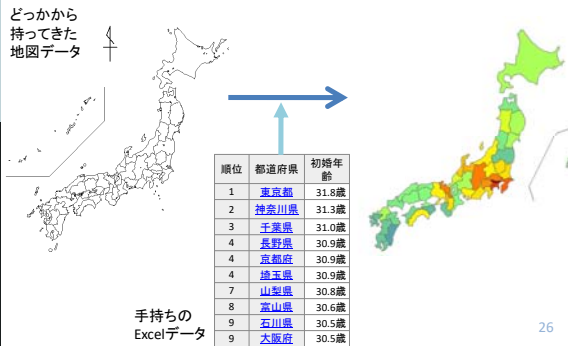 どっかから
持ってきた
地図データ
順位 都道府県 初婚年
齢
1 東京都 31.8歳
2 神奈川県 31.3歳
3 千葉県 31.0歳
4 長野県 30.9歳
4 京都府 30.9歳
4 埼玉県 30.9歳
7 山梨県 30.8歳
8 富山県 30.6歳
9 石川県 30.5歳
9 大阪府 30.5歳
手持ちの
Excelデータ
26